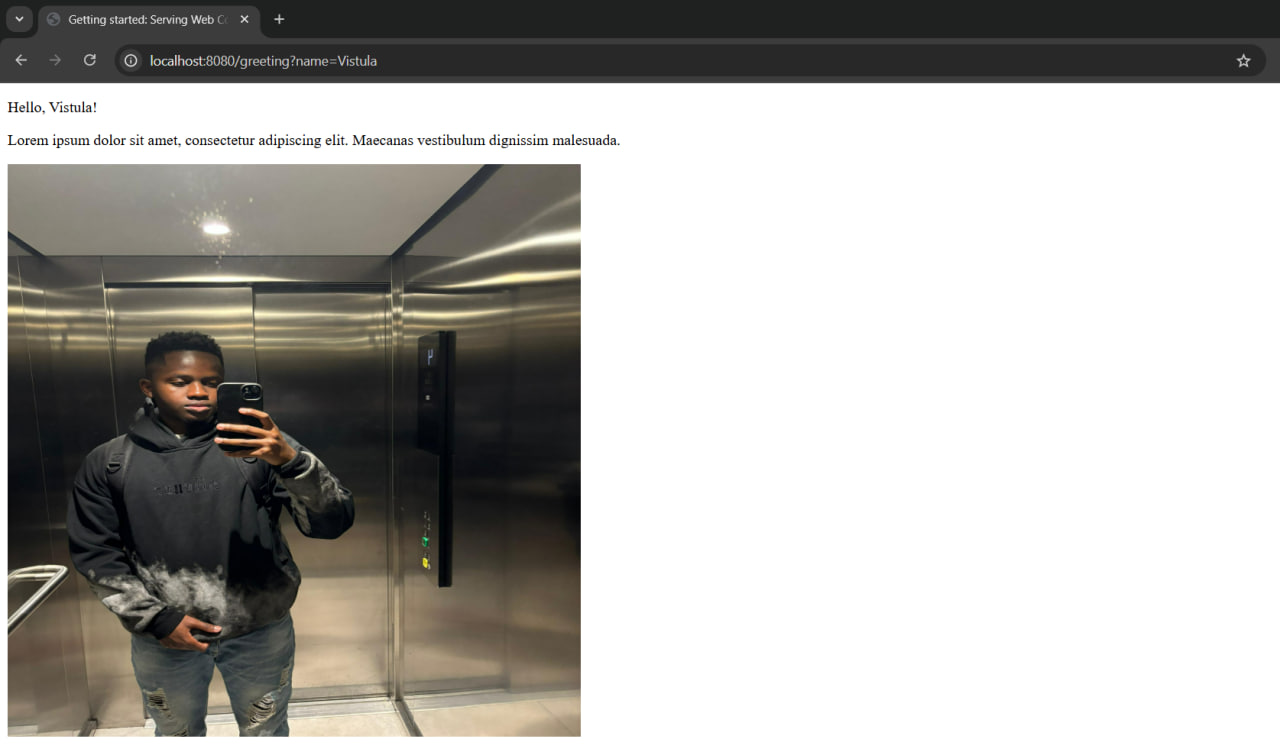 Getting started: Serving Web Co
localhost:8080/greeting?name=Vistula
Hello, Vistula!
Lorem ipsum dolor sit amet, consectetur adipiscing elit. Maecanas vestibulum dignissim malesuada.